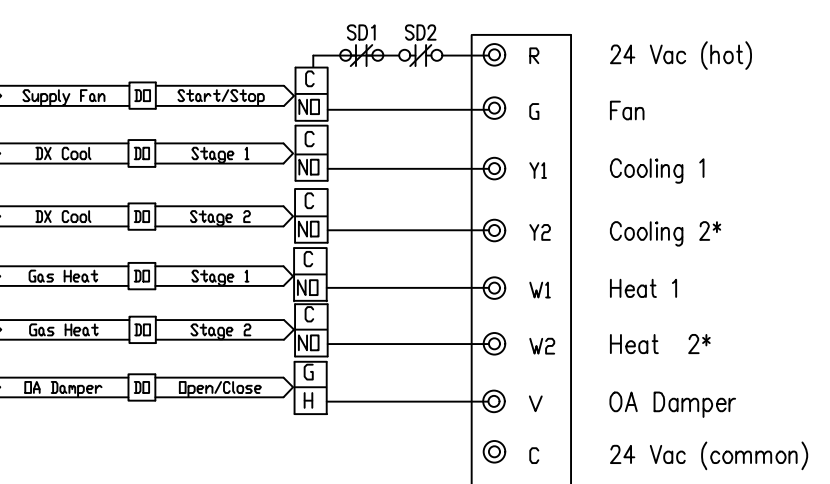 SD1 SD2
R 24 Vac (hot)
C
Supply Fan DO Start/Stop
NO G Fan
C
DX Cool DO Stage 1
NO Y1 Cooling 1
C
DX Cool DO Stage 2
NO Y2 Cooling 2*
C
Gas Heat DO Stage 1
NO W1 Heat 1
C
Gas Heat DO Stage 2
NO W2 Heat 2*
G
OA Damper DO Open/Close
H V OA Damper
C 24 Vac (common)